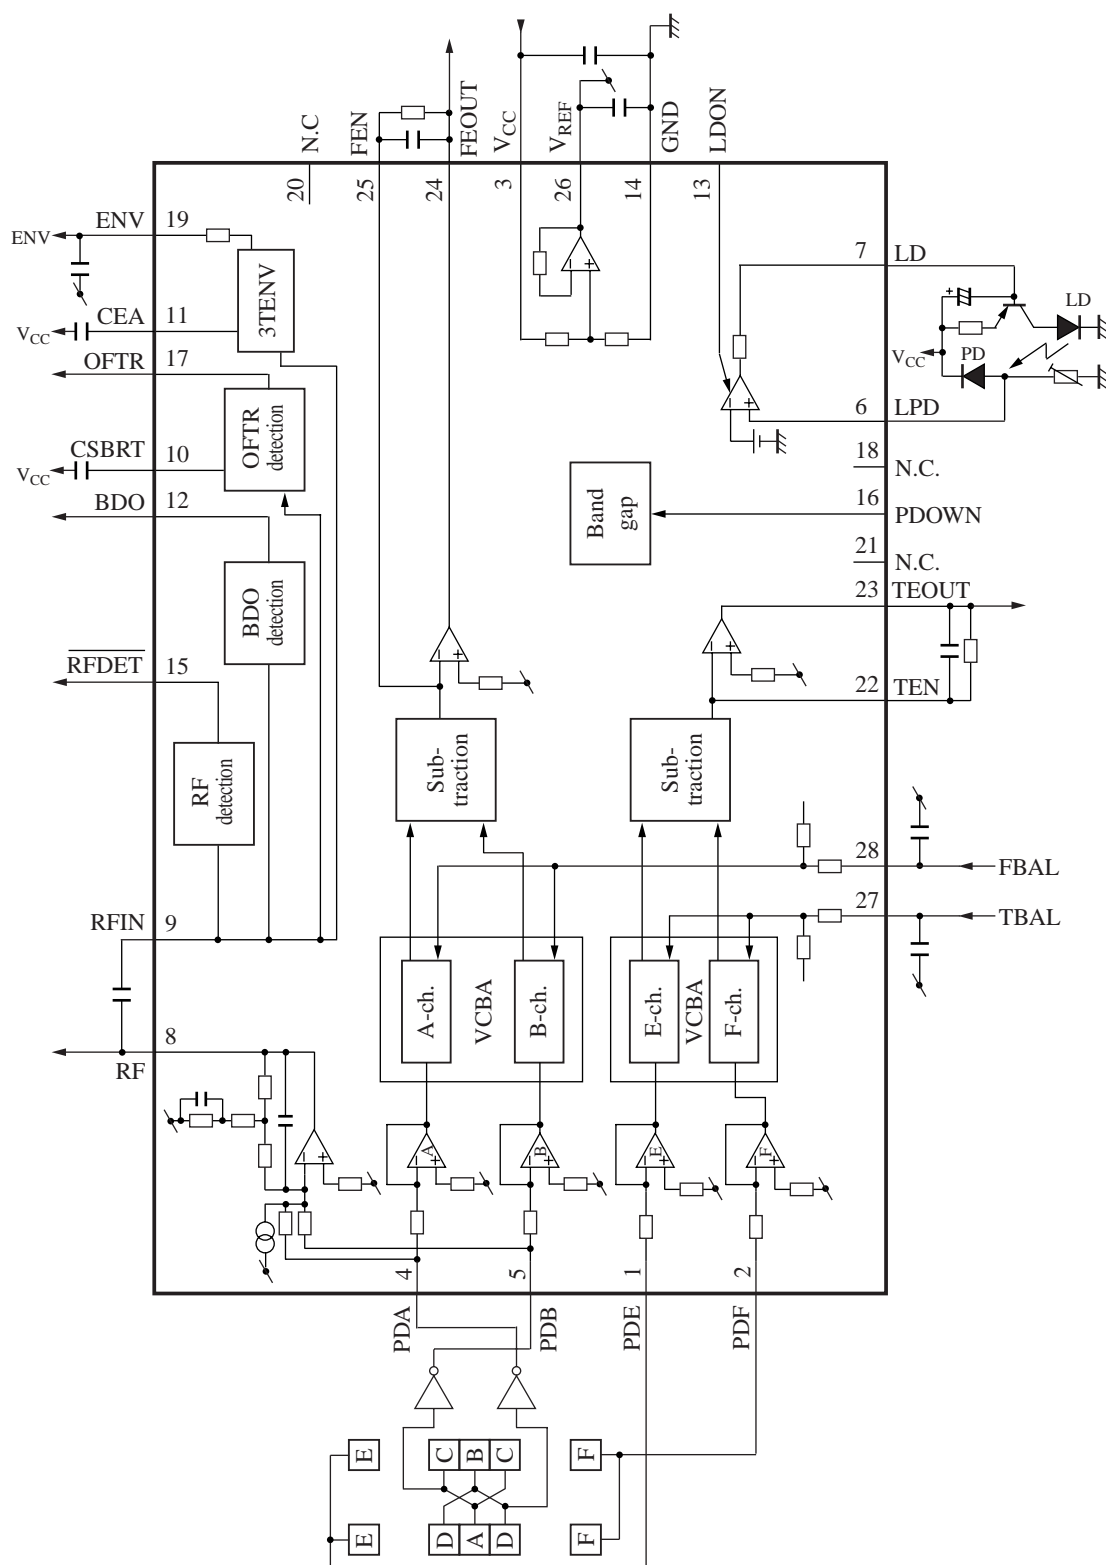 N.C
20
FEN
25
FEOUT
24
VCC
3
VREF
26
GND
14
LDON
13
ENV
ENV
19
3TENV
VCC
CEA
11
OFTR
17
OFTR
detection
VCC
CSBRT
10
BDO
12
BDO
detection
RFDET
15
RF
detection
RFIN
9
RF
8
7
LD
+
LD
VCC
PD
6
LPD
18
N.C.
16
PDOWN
Band
gap
21
N.C.
23
TEOUT
22
TEN
28
FBAL
27
TBAL
Sub-
traction
Sub-
traction
A-ch.
VCBA
B-ch.
E-ch.
VCBA
F-ch.
− +
− +
− +
− +
− +
− +
A
− +
B
− +
E
− +
F
− +
4
5
1
2
PDA
PDB
PDE
PDF
E
C
B
C
F
E
D
A
D
F